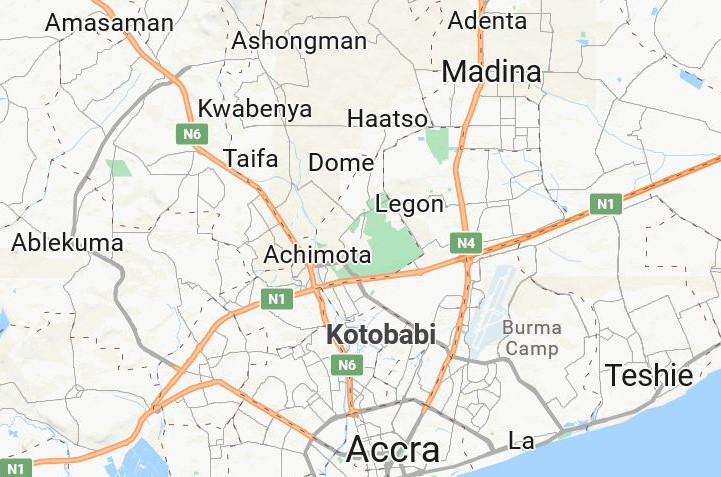 Amasaman
Adenta
Ashongman
Madina
Kwabenya
Haatso
N6
Taifa
Dome
Legon
N1
Ablekuma
N4
Achimota
N1
Kotobabi
Burma
Camp
N6
Teshie
Accra
La
N1